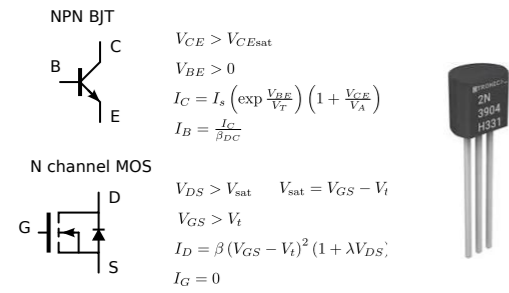 NPN BJT
C
B
E
V_{CE} > V_{CEsat}
V_{BE} > 0
I_C = I_s (exp V_{BE}/V_T) (1 + V_{CE}/V_A)
I_B = I_C/β_{DC}
N channel MOS
D
G
S
V_{DS} > V_{sat} V_{sat} = V_{GS} − V_t
V_{GS} > V_t
I_D = β (V_{GS} − V_t)^2 (1 + λV_{DS})
I_G = 0
2N
3904
H331